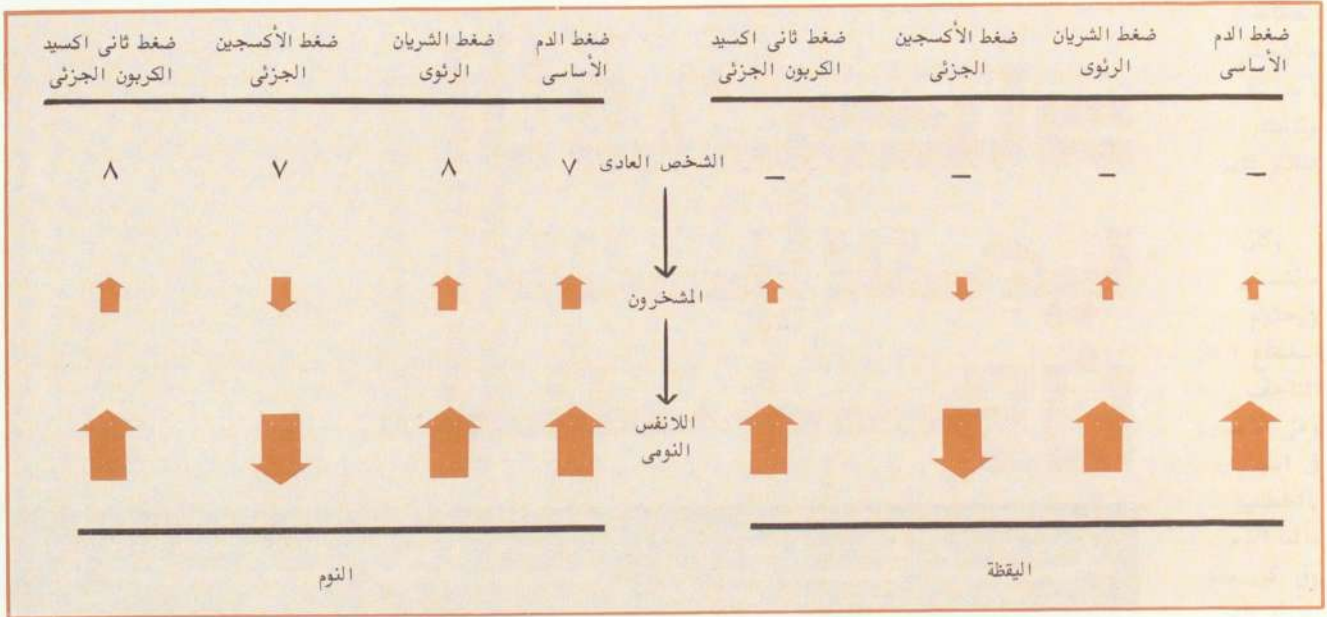 ضغط الدم الأساسى
ضغط الشريان الرئوى
ضغط الأكسجين الجزئى
ضغط ثانى اكسيد الكربون الجزئى
ضغط الدم الأساسى
ضغط الشريان الرئوى
ضغط الأكسجين الجزئى
ضغط ثانى اكسيد الكربون الجزئى
– – – – الشخص العادى ٧ ٨ ٧ ٨
المشخرون
اللانفس
النومى
اليقظة
النوم